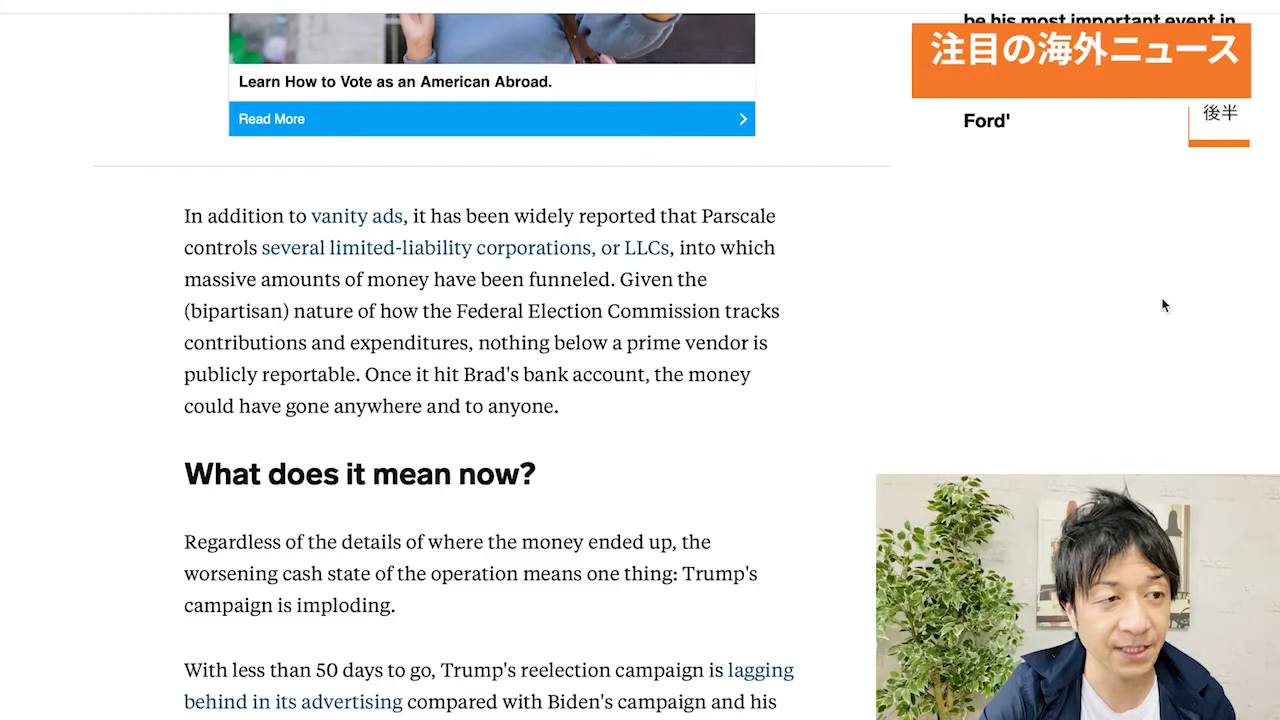 be his most important event in
注目の海外ニュース
Learn How to Vote as an American Abroad.
Read More
Ford'
後半
In addition to vanity ads, it has been widely reported that Parscale
controls several limited-liability corporations, or LLCs, into which
massive amounts of money have been funneled. Given the
(bipartisan) nature of how the Federal Election Commission tracks
contributions and expenditures, nothing below a prime vendor is
publicly reportable. Once it hit Brad's bank account, the money
could have gone anywhere and to anyone.
What does it mean now?
Regardless of the details of where the money ended up, the
worsening cash state of the operation means one thing: Trump's
campaign is imploding.
With less than 50 days to go, Trump's reelection campaign is lagging
behind in its advertising compared with Biden's campaign and his